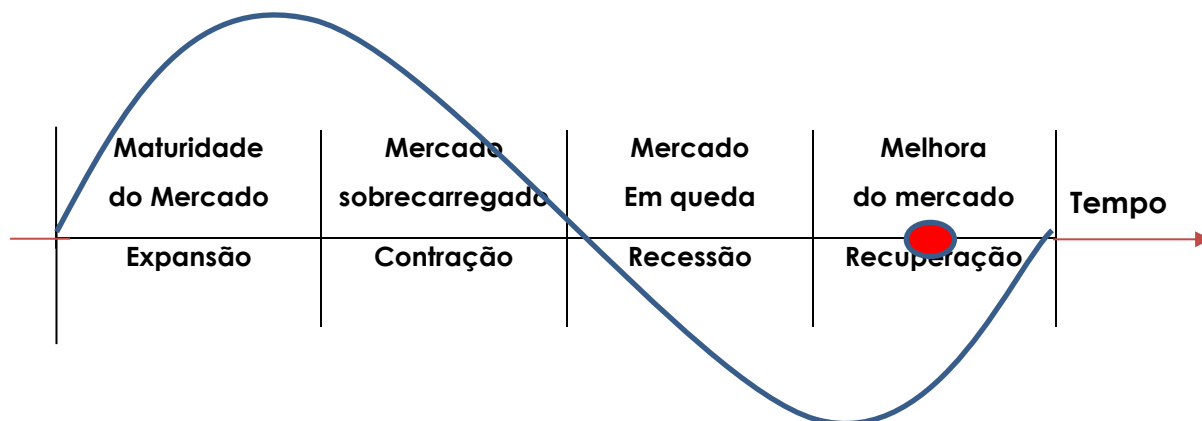 Maturidade
do Mercado
Expansão
Mercado
sobrecarregado
Contração
Mercado
Em queda
Recessão
Melhora
do mercado
Recuperação
Tempo